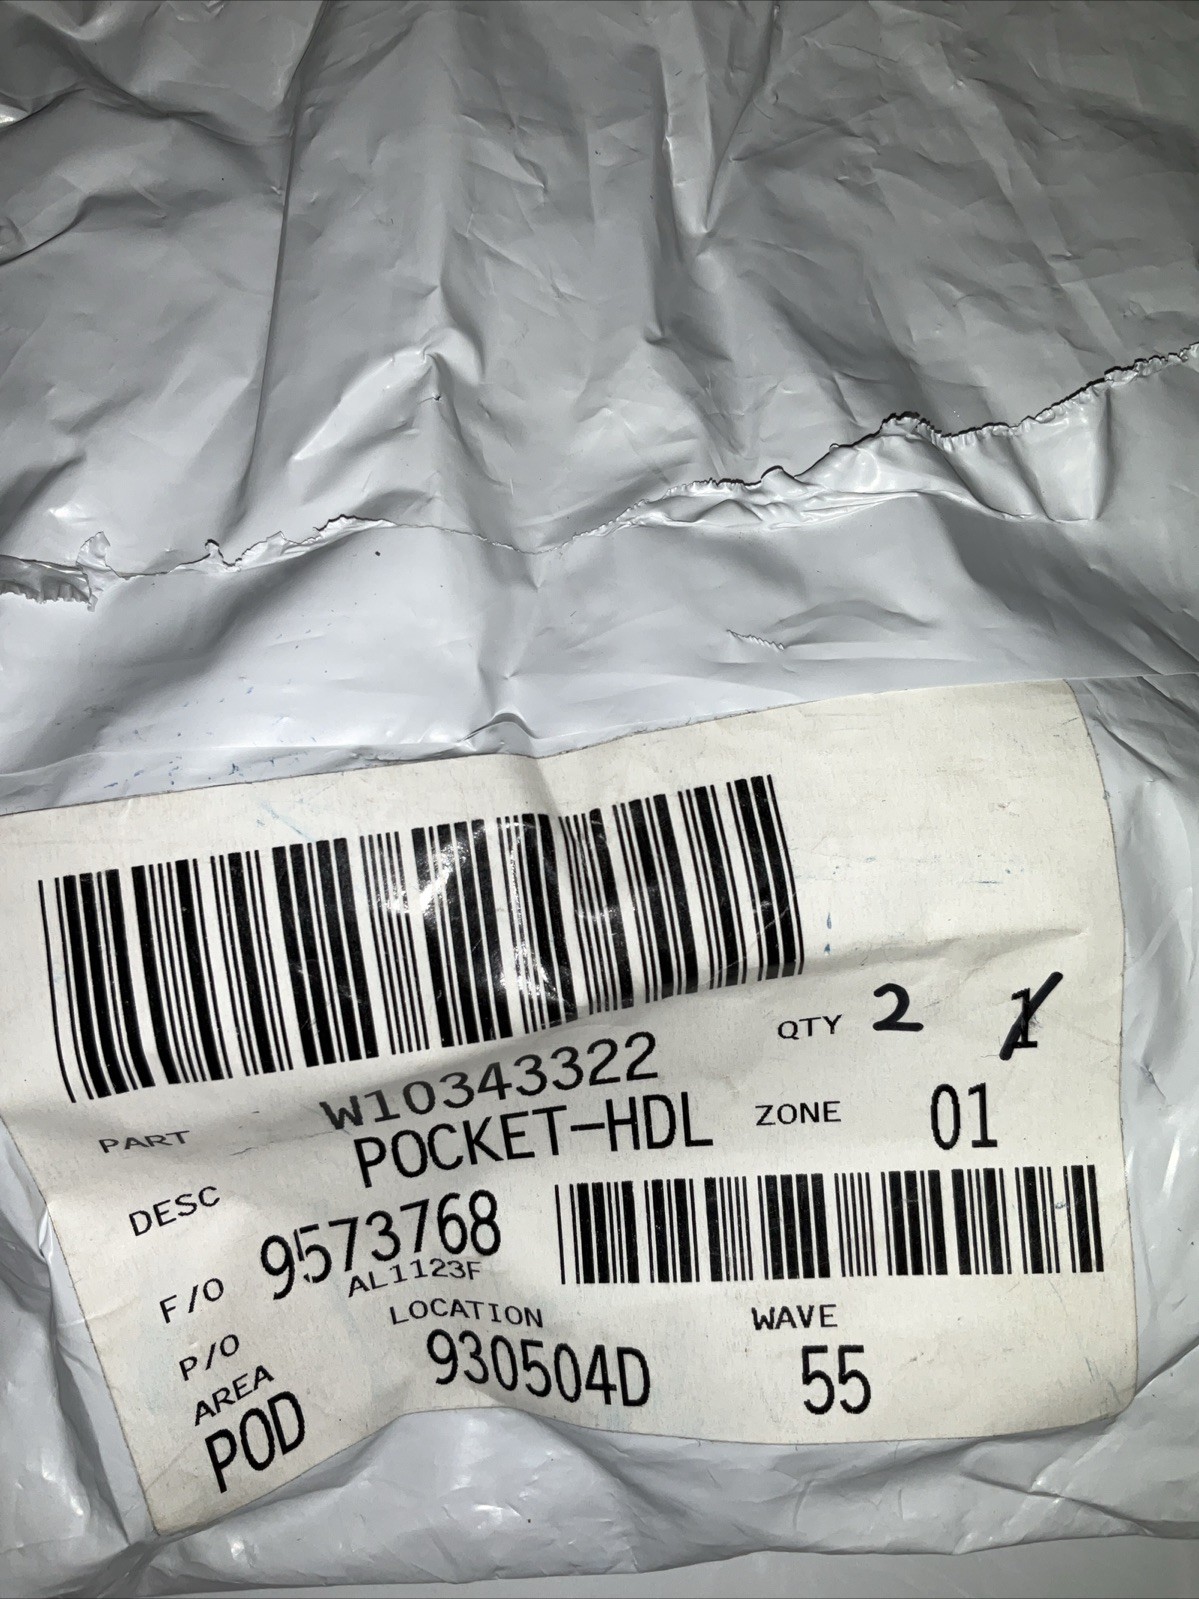 W10343322
QTY 2 1
PART
POCKET-HDL
ZONE 01
DESC
9573768
F/O
AL1123F
P/O
LOCATION
WAVE
AREA
930504D
55
POD